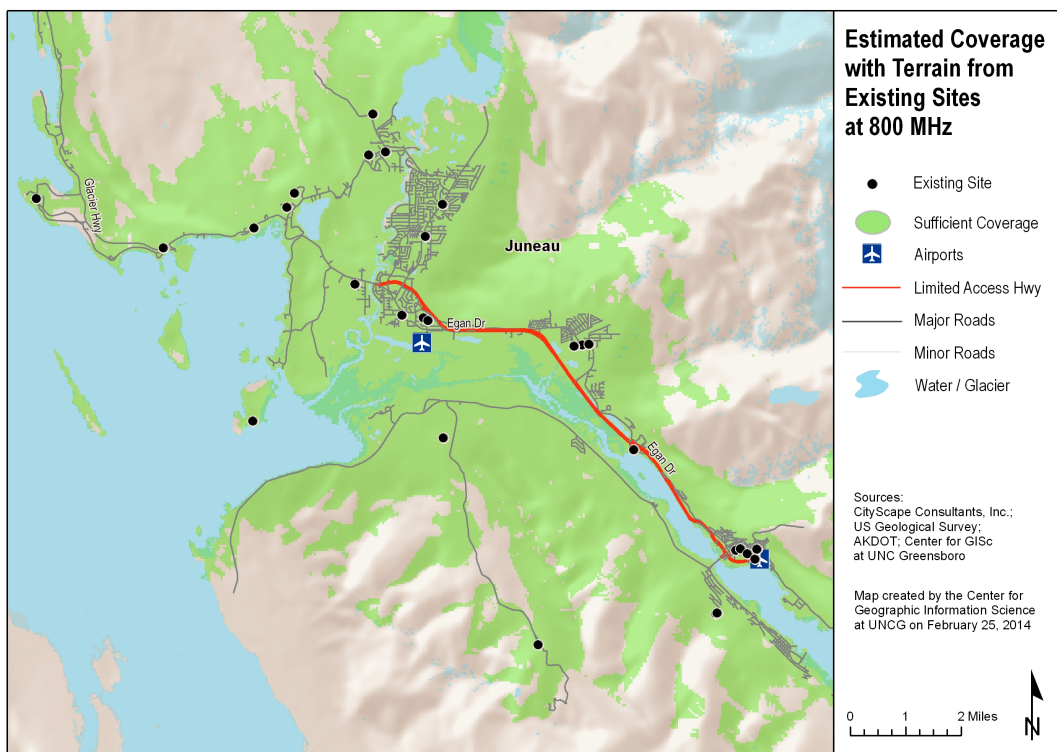 Estimated Coverage
with Terrain from
Existing Sites
at 800 MHz
Existing Site
Sufficient Coverage
Airports
Limited Access Hwy
Major Roads
Minor Roads
Water / Glacier
Glacier Hwy
Juneau
Egan Dr
Egan Dr
Sources:
CityScape Consultants, Inc.;
US Geological Survey;
AKDOT; Center for GISc
at UNC Greensboro
Map created by the Center for
Geographic Information Science
at UNCG on February 25, 2014
0 1 2 Miles
N